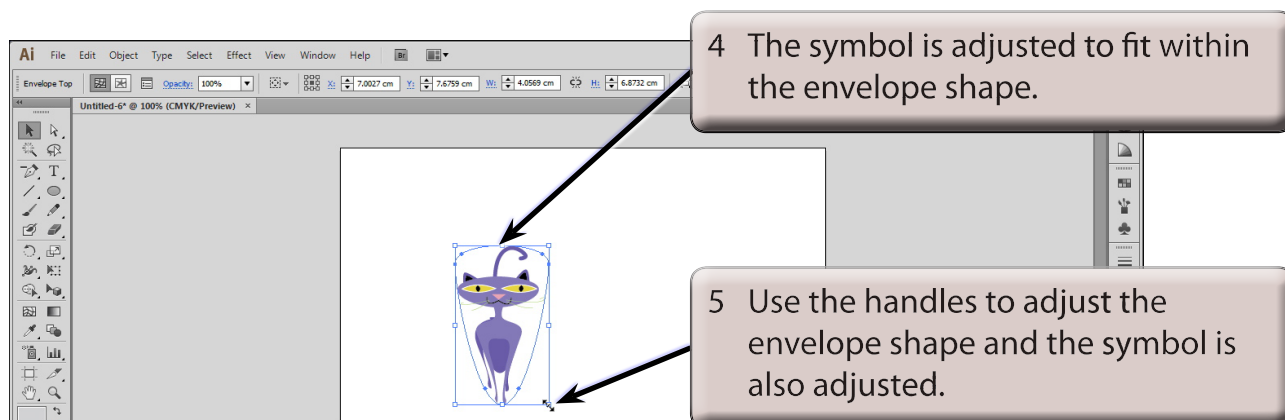 4 The symbol is adjusted to fit within
the envelope shape.
Ai File Edit Object Type Select Effect View Window Help Br
Envelope Top Opacity: 100% X: 7.0027 cm Y: 7.6759 cm W: 4.0569 cm H: 6.8732 cm
Untitled-6* @ 100% (CMYK/Preview) ×
5 Use the handles to adjust the
envelope shape and the symbol is
also adjusted.